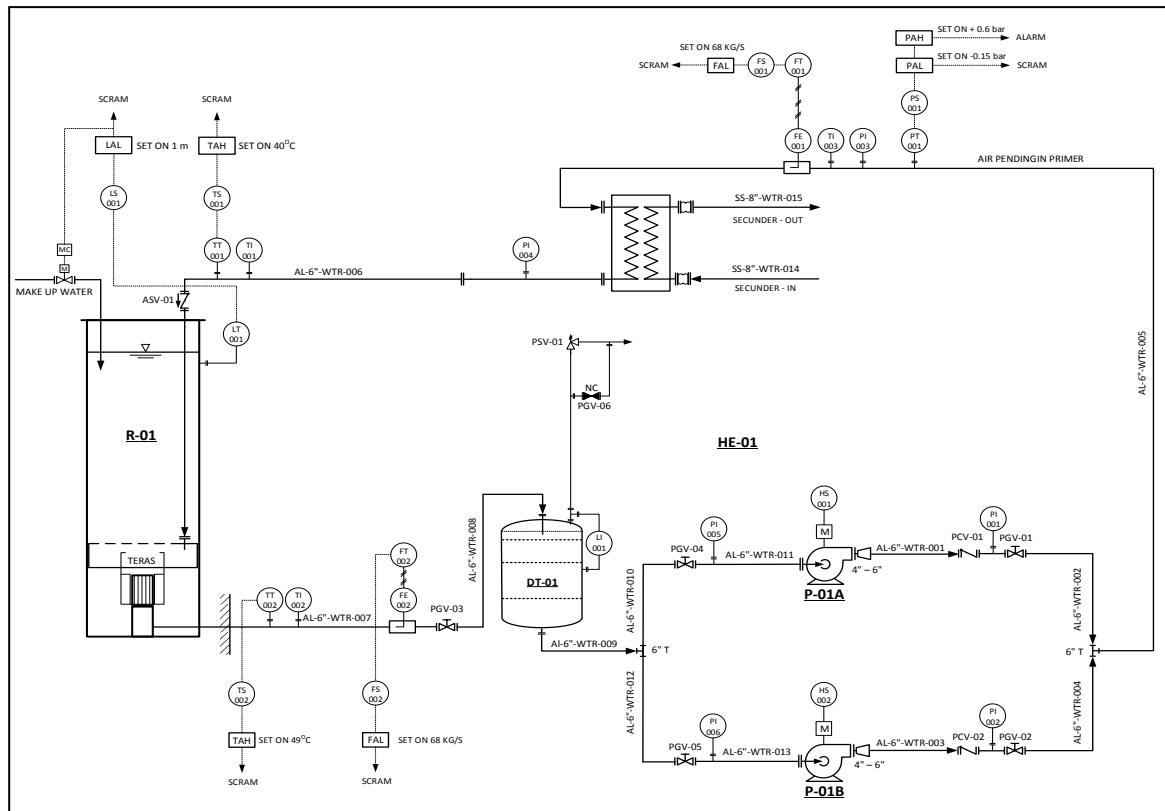 SET ON + 0.6 bar
PAH
ALARM
SET ON 68 KG/S
FT
001
SET ON -0.15 bar
SCRAM
FAL
FS
001
PAL
SCRAM
SCRAM
SCRAM
PS
001
LAL
SET ON 1 m
TAH
SET ON 40°C
FE
001
TI
003
PI
003
PT
001
AIR PENDINGIN PRIMER
LS
001
TS
001
SS-8"-WTR-015
SECUNDER - OUT
MC
TT
001
TI
001
PI
004
M
AL-6"-WTR-006
SS-8"-WTR-014
SECUNDER - IN
MAKE UP WATER
ASV-01
LT
001
PSV-01
AL-6"-WTR-005
NC
PGV-06
R-01
HE-01
HS
001
AL-6"-WTR-008
PI
005
M
PI
001
LI
001
PGV-04
AL-6"-WTR-011
AL-6"-WTR-001
PCV-01
PGV-01
4" – 6"
FT
002
TERAS
DT-01
P-01A
AL-6"-WTR-010
AL-6"-WTR-002
TT
002
TI
002
FE
002
PGV-03
AL-6"-WTR-007
Al-6"-WTR-009
6" T
6" T
AL-6"-WTR-012
AL-6"-WTR-004
TS
002
FS
002
HS
002
PI
006
M
PI
002
TAH
SET ON 49°C
FAL
SET ON 68 KG/S
PGV-05
AL-6"-WTR-013
AL-6"-WTR-003
PCV-02
PGV-02
4" – 6"
SCRAM
SCRAM
P-01B